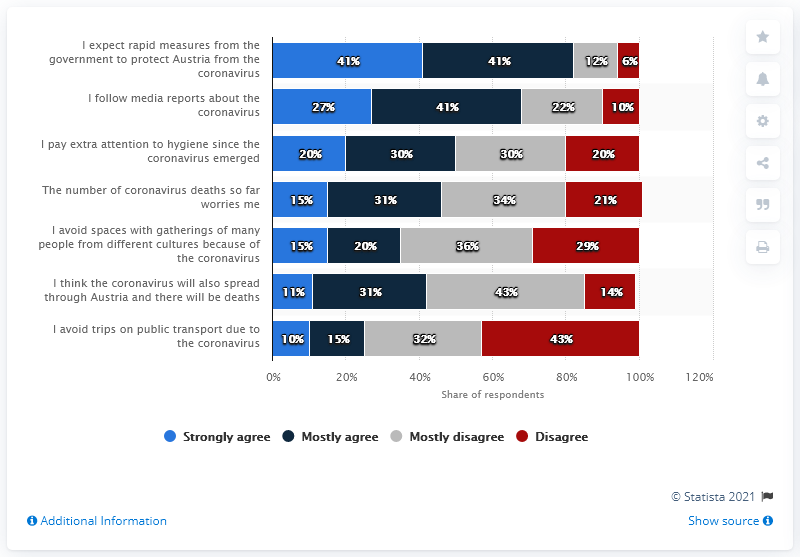 I expect rapid measures from the
government to protect Austria from the
coronavirus
41% 41% 12% 6%
I follow media reports about the
coronavirus
27% 41% 22% 10%
I pay extra attention to hygiene since the
coronavirus emerged
20% 30% 30% 20%
The number of coronavirus deaths so far
worries me
15% 31% 34% 21%
I avoid spaces with gatherings of many
people from different cultures because of
the coronavirus
15% 20% 36% 29%
I think the coronavirus will also spread
through Austria and there will be deaths
11% 31% 43% 14%
I avoid trips on public transport due to
the coronavirus
10% 15% 32% 43%
0% 20% 40% 60% 80% 100% 120%
Share of respondents
Strongly agree Mostly agree Mostly disagree Disagree
© Statista 2021
Additional Information Show source